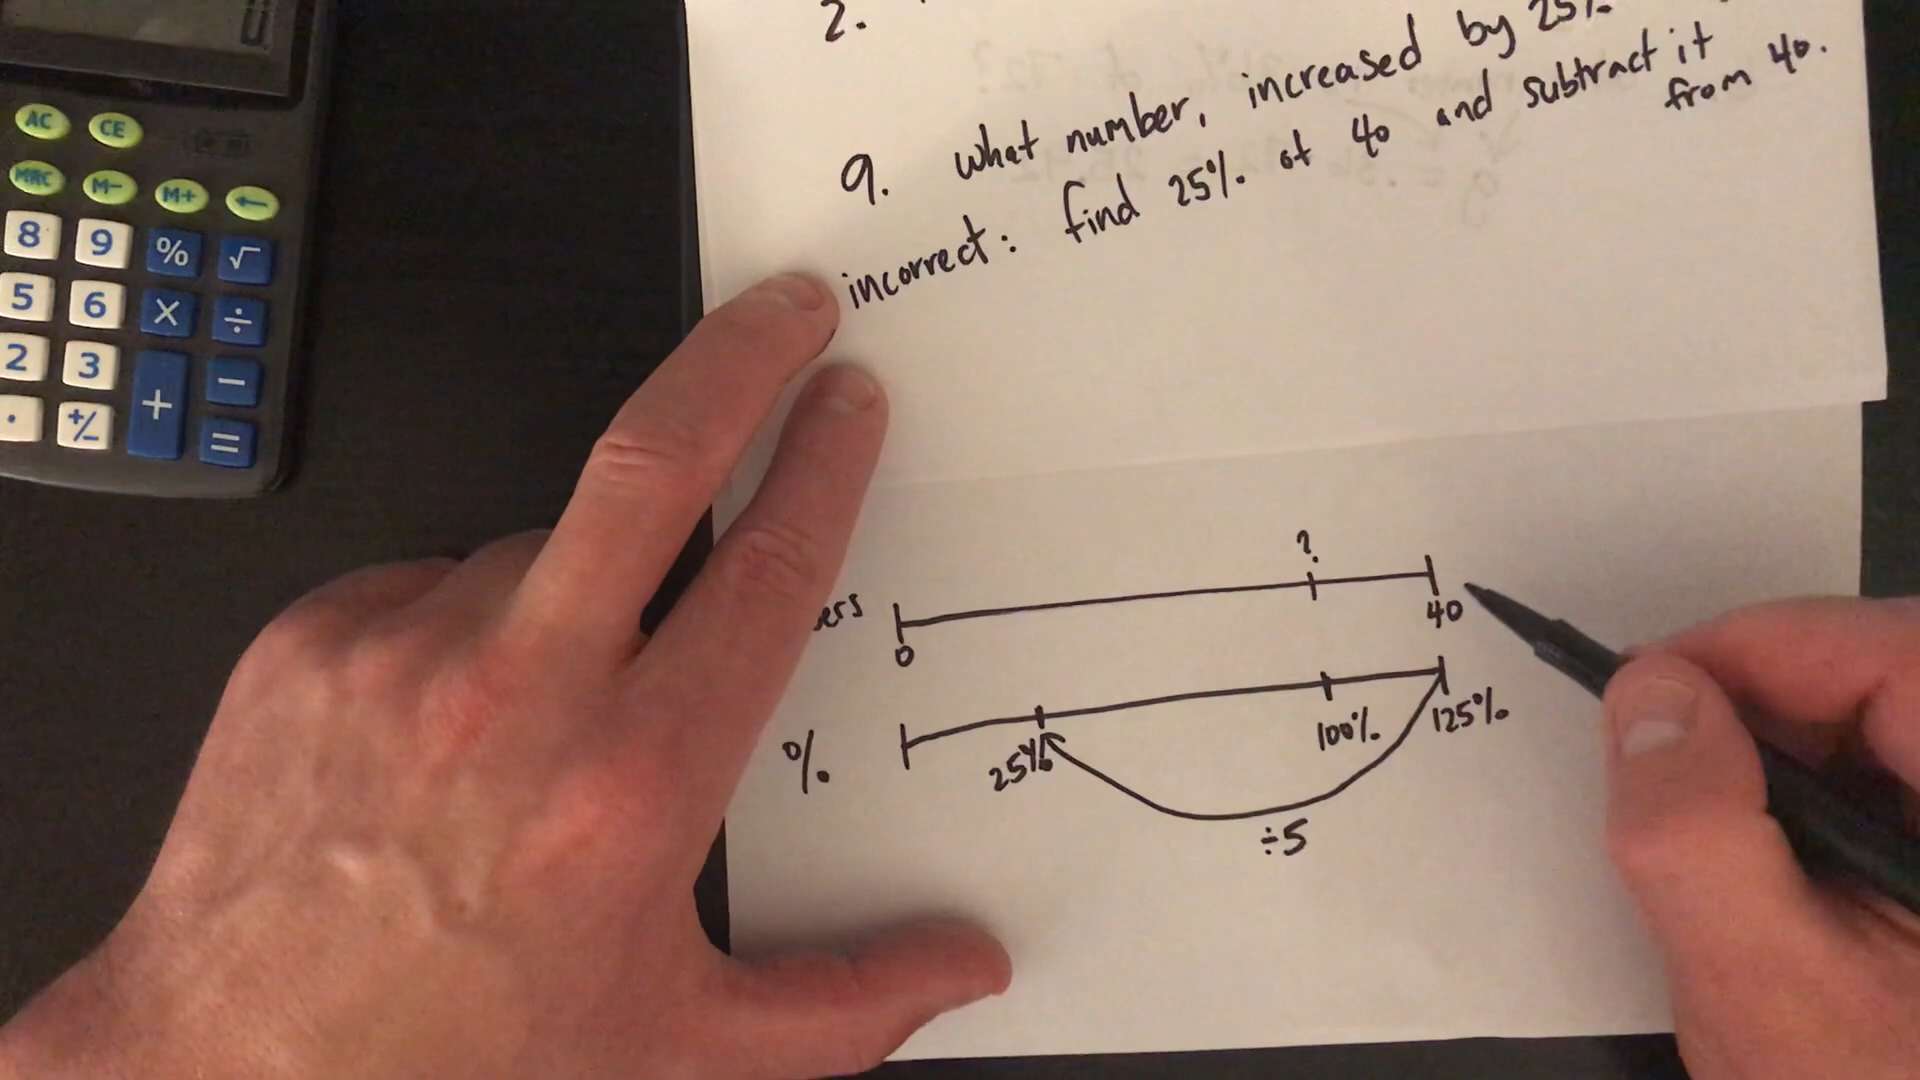 0
AC CE
MRC M- M+ ←
8 9 % √
5 6 × ÷
2 3 + −
. +/− =
2.
9. what number, increased by 25%
incorrect: find 25% of 40 and subtract it
from 40.
?
0 40
%
25% 100% 125%
÷5